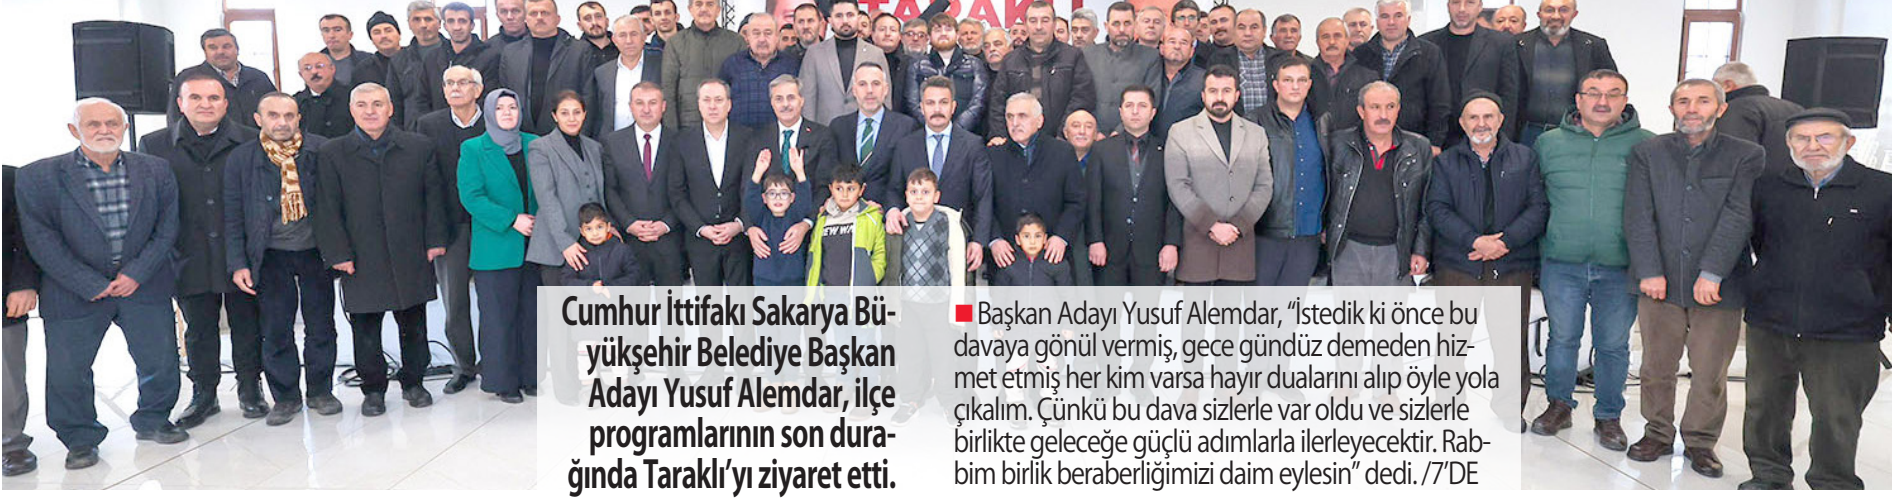 TARAKLI
NEW WA
Cumhur İttifakı Sakarya Bü-
yükşehir Belediye Başkan
Adayı Yusuf Alemdar, ilçe
programlarının son dura-
ğında Taraklı’yı ziyaret etti.
Başkan Adayı Yusuf Alemdar, “İstedik ki önce bu
davaya gönül vermiş, gece gündüz demeden hiz-
met etmiş her kim varsa hayır dualarını alıp öyle yola
çıkalım. Çünkü bu dava sizlerle var oldu ve sizlerle
birlikte geleceğe güçlü adımlarla ilerleyecektir. Rab-
bim birlik beraberliğimizi daim eylesin” dedi. /7’DE